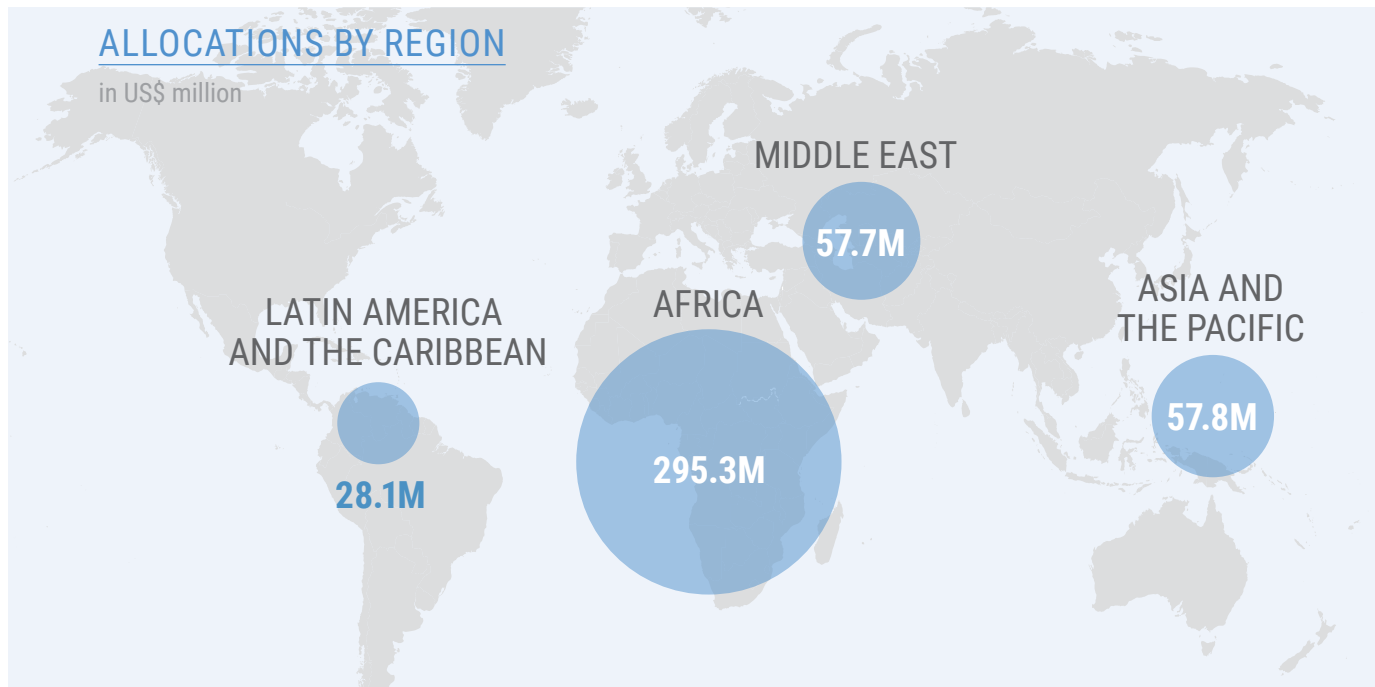 ALLOCATIONS BY REGION
in US$ million
MIDDLE EAST
57.7M
ASIA AND
THE PACIFIC
57.8M
AFRICA
295.3M
LATIN AMERICA
AND THE CARIBBEAN
28.1M